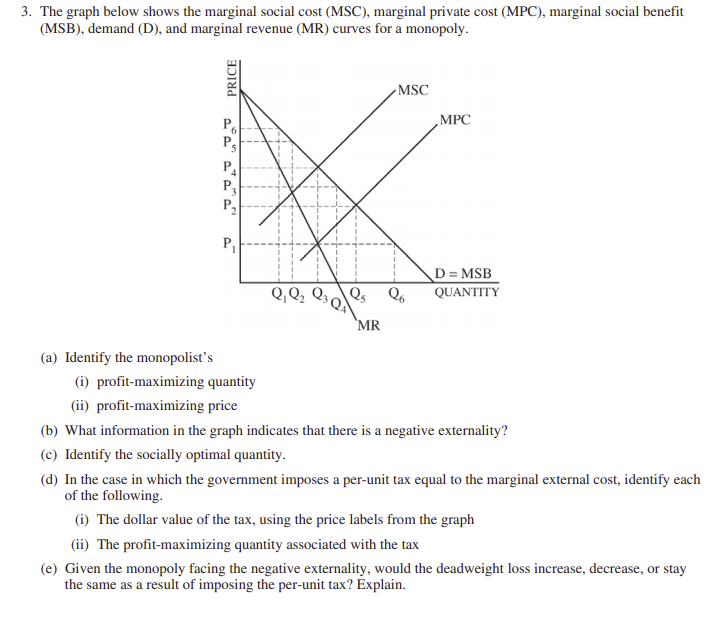 3. The graph below shows the marginal social cost (MSC), marginal private cost (MPC), marginal social benefit
(MSB), demand (D), and marginal revenue (MR) curves for a monopoly.
PRICE
MSC
MPC
P₆
P₅
P₄
P₃
P₂
P₁
D = MSB
Q₁ Q₂ Q₃ Q₄ Q₅ Q₆ QUANTITY
MR
(a) Identify the monopolist’s
(i) profit-maximizing quantity
(ii) profit-maximizing price
(b) What information in the graph indicates that there is a negative externality?
(c) Identify the socially optimal quantity.
(d) In the case in which the government imposes a per-unit tax equal to the marginal external cost, identify each
of the following.
(i) The dollar value of the tax, using the price labels from the graph
(ii) The profit-maximizing quantity associated with the tax
(e) Given the monopoly facing the negative externality, would the deadweight loss increase, decrease, or stay
the same as a result of imposing the per-unit tax? Explain.